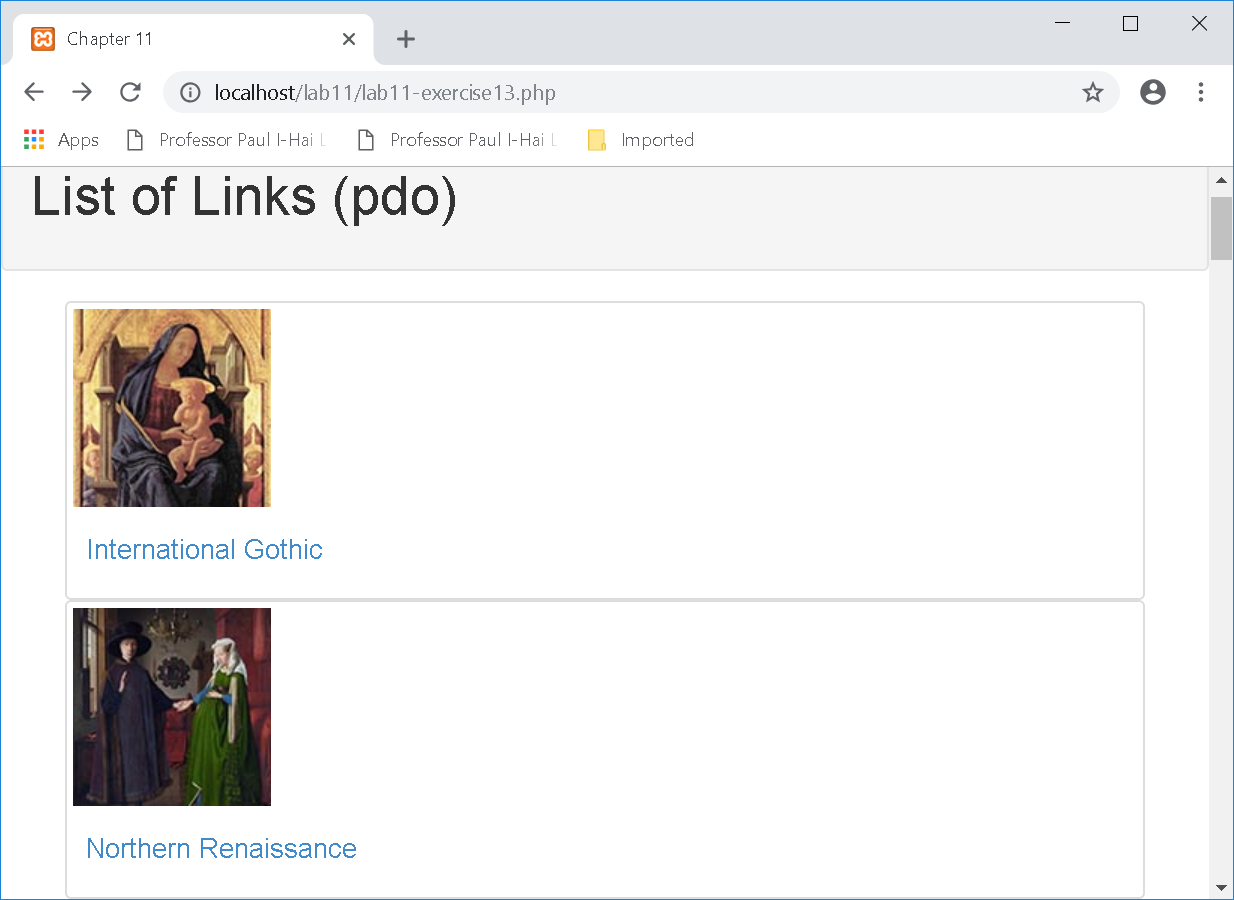 Chapter 11
localhost/lab11/lab11-exercise13.php
Apps Professor Paul I-Hai Professor Paul I-Hai Imported
List of Links (pdo)
International Gothic
Northern Renaissance